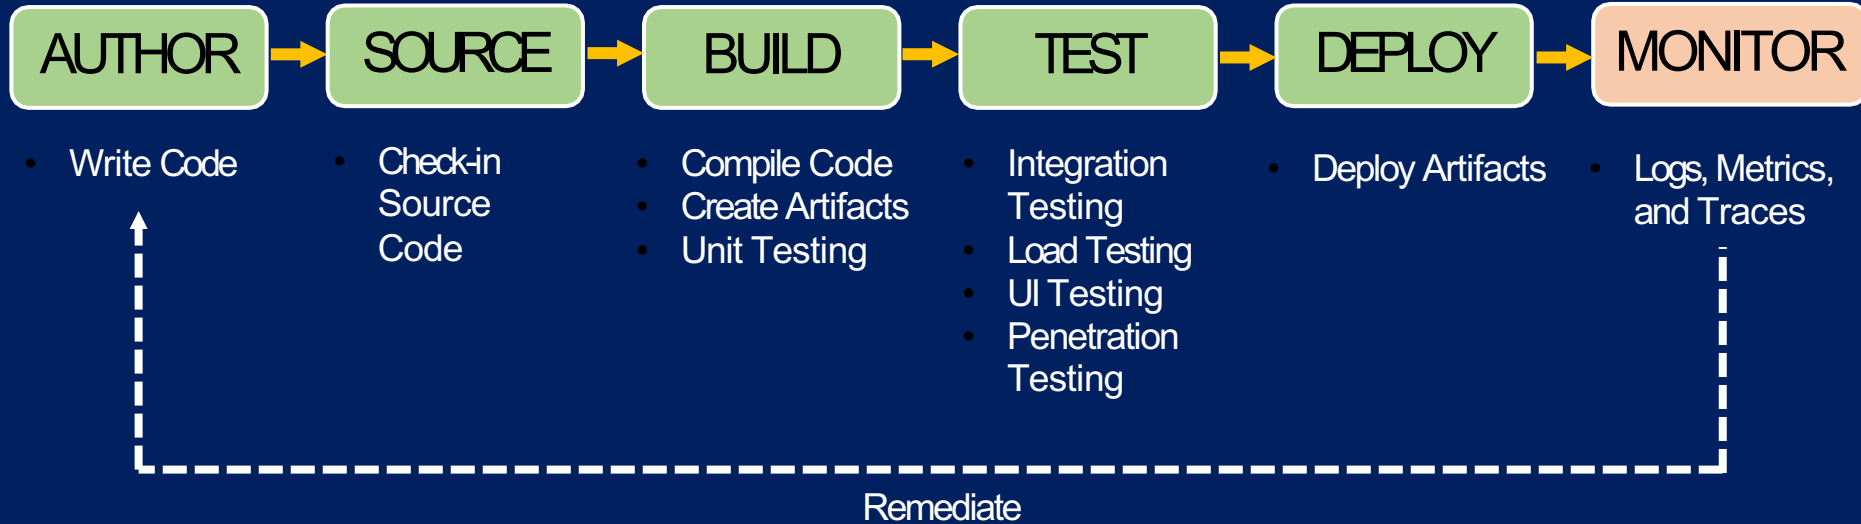 AUTHOR
SOURCE
BUILD
TEST
DEPLOY
MONITOR
• Write Code
• Check-in
Source
Code
• Compile Code
• Create Artifacts
• Unit Testing
• Integration
Testing
• Load Testing
• UI Testing
• Penetration
Testing
• Deploy Artifacts
• Logs, Metrics,
and Traces
Remediate